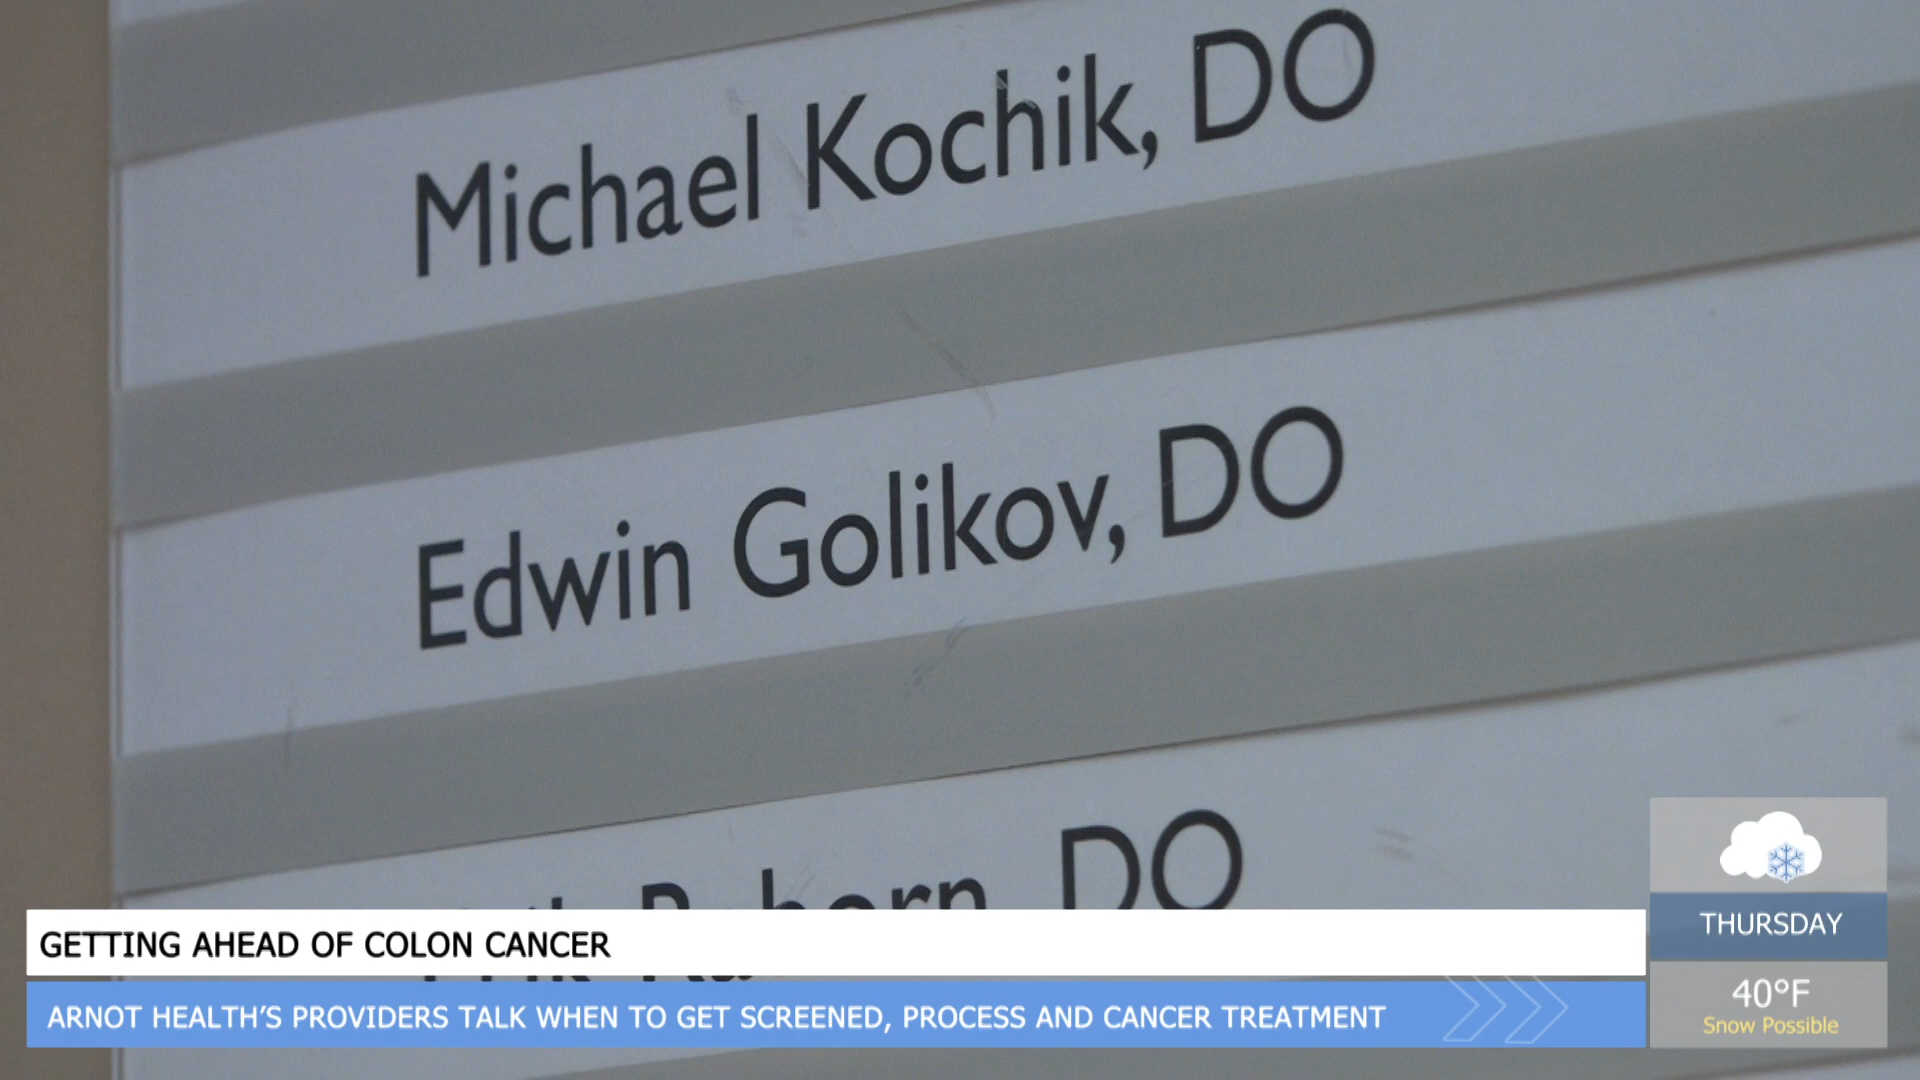 Michael Kochik, DO
Edwin Golikov, DO
DO
GETTING AHEAD OF COLON CANCER
ARNOT HEALTH'S PROVIDERS TALK WHEN TO GET SCREENED, PROCESS AND CANCER TREATMENT
THURSDAY
40°F
Snow Possible